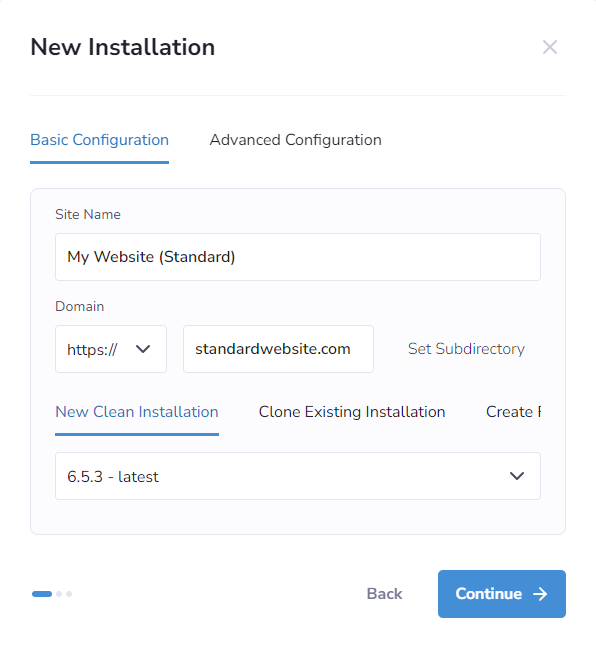 New Installation
Basic Configuration Advanced Configuration
Site Name
My Website (Standard)
Domain
https:// standardwebsite.com Set Subdirectory
New Clean Installation Clone Existing Installation Create
6.5.3 - latest
Back Continue